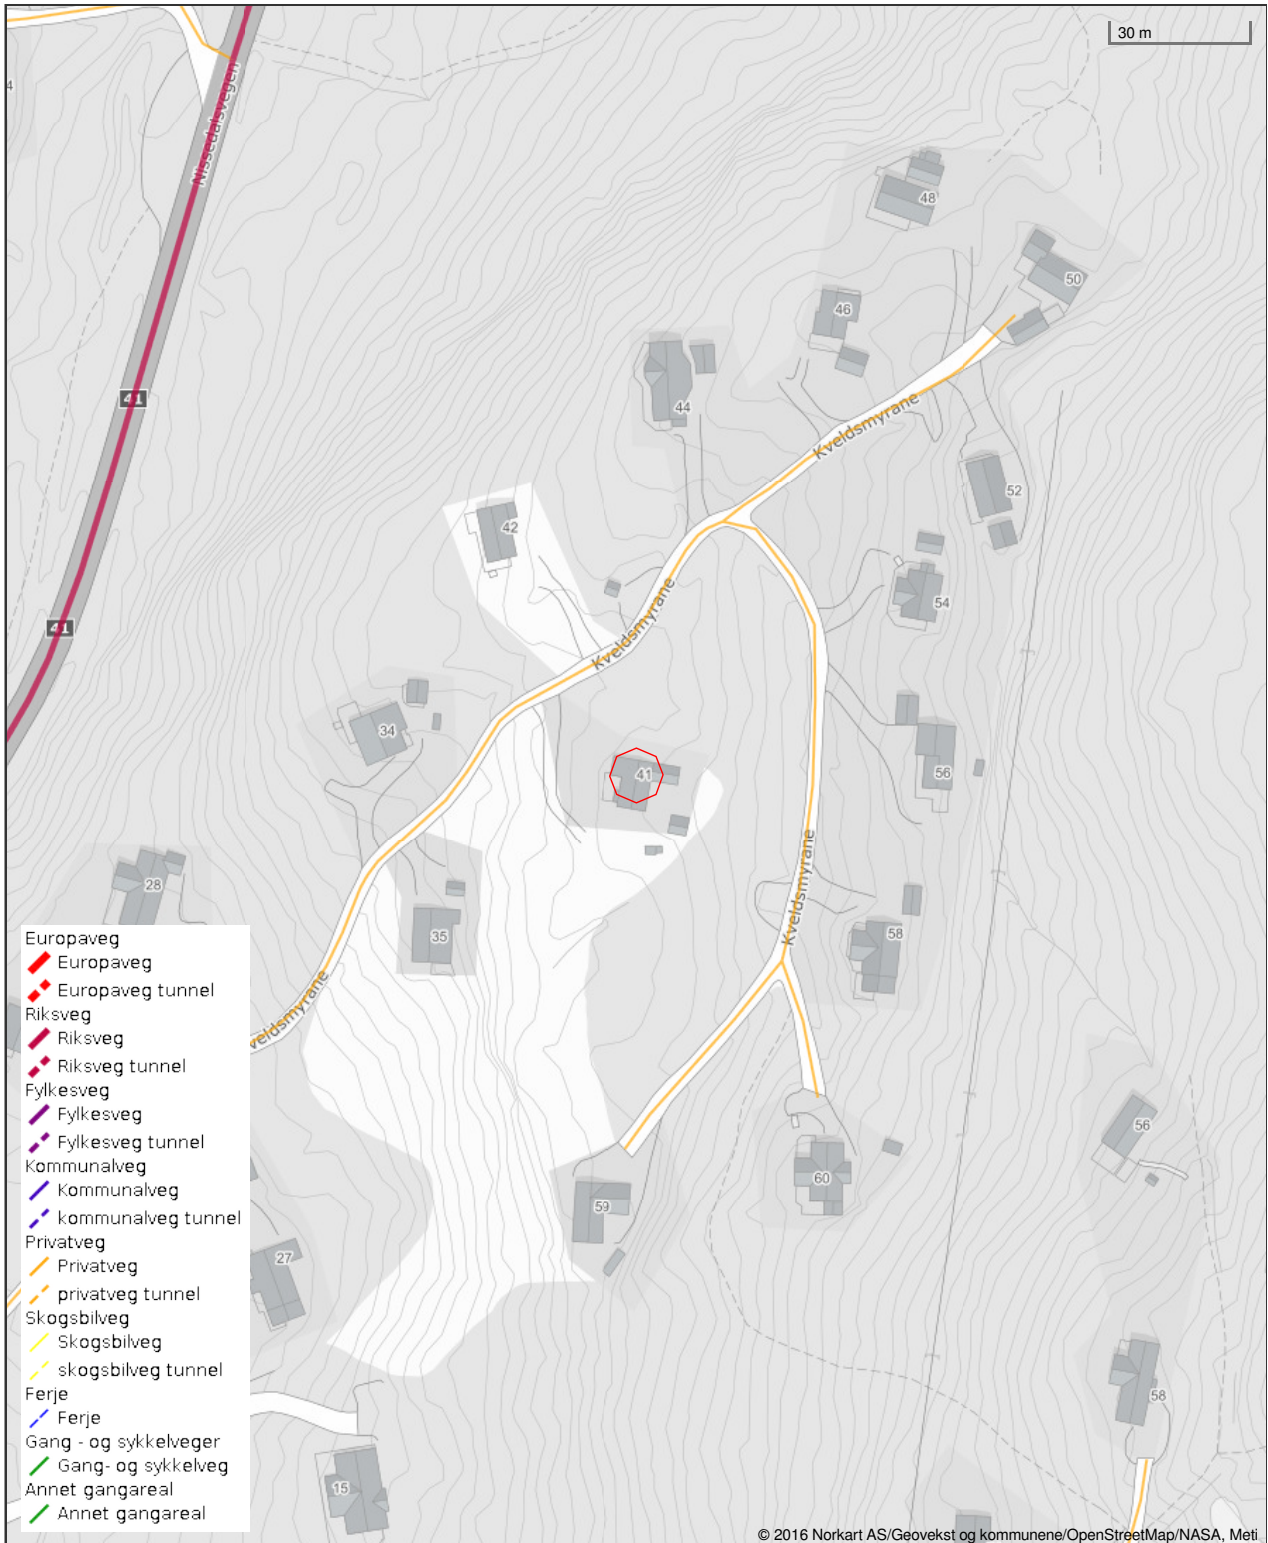 30 m
4
Nissedalsvegen
48
50
46
44
41
Kveldsmyrane
52
42
54
Kveldsmyrane
41
34
56
41
Kveldsmyrane
28
35
58
veldsmyrane
56
60
59
27
58
15
Europaveg
Europaveg
Europaveg tunnel
Riksveg
Riksveg
Riksveg tunnel
Fylkesveg
Fylkesveg
Fylkesveg tunnel
Kommunalveg
Kommunalveg
kommunalveg tunnel
Privatveg
Privatveg
privatveg tunnel
Skogsbilveg
Skogsbilveg
skogsbilveg tunnel
Ferje
Ferje
Gang - og sykkelveger
Gang- og sykkelveg
Annet gangareal
Annet gangareal
© 2016 Norkart AS/Geovekst og kommunene/OpenStreetMap/NASA, Meti